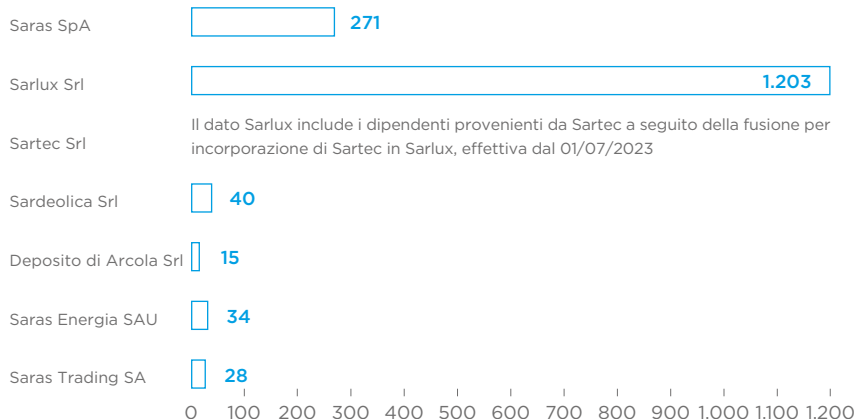 Saras SpA 271
Sarlux Srl 1.203
Sartec Srl
Il dato Sarlux include i dipendenti provenienti da Sartec a seguito della fusione per
incorporazione di Sartec in Sarlux, effettiva dal 01/07/2023
Sardeolica Srl 40
Deposito di Arcola Srl 15
Saras Energia SAU 34
Saras Trading SA 28
0 100 200 300 400 500 600 700 800 900 1.000 1.100 1.200